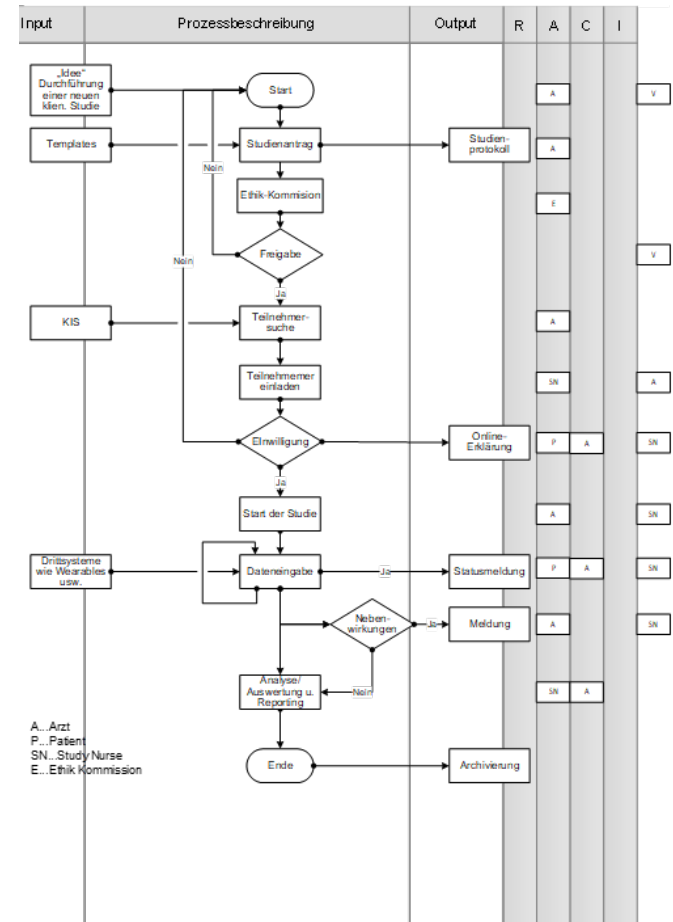 Input Prozessbeschreibung Output R A C I
„Idee“
Durchführung
einer neuen
klien. Studie
Start
A
V
Templates
Studienantrag
Studien-
protokoll
A
Nein
Ethik-Kommision
E
Nein
Freigabe
V
Ja
KIS
Teilnehmer-
suche
A
Teilnehmemer
einladen
SN
A
EInwilligung
Online-
Erklärung
P
A
SN
Ja
Start der Studie
A
SN
Drittsysteme
wie Wearables
usw.
Dateneingabe
Ja
Statusmeldung
P
A
SN
Neben-
wirkungen
Ja
Meldung
A
SN
Analyse/
Auswertung u.
Reporting
Nein
SN
A
A...Arzt
P...Patient
SN...Study Nurse
E...Ethik Kommission
Ende
Archivierung